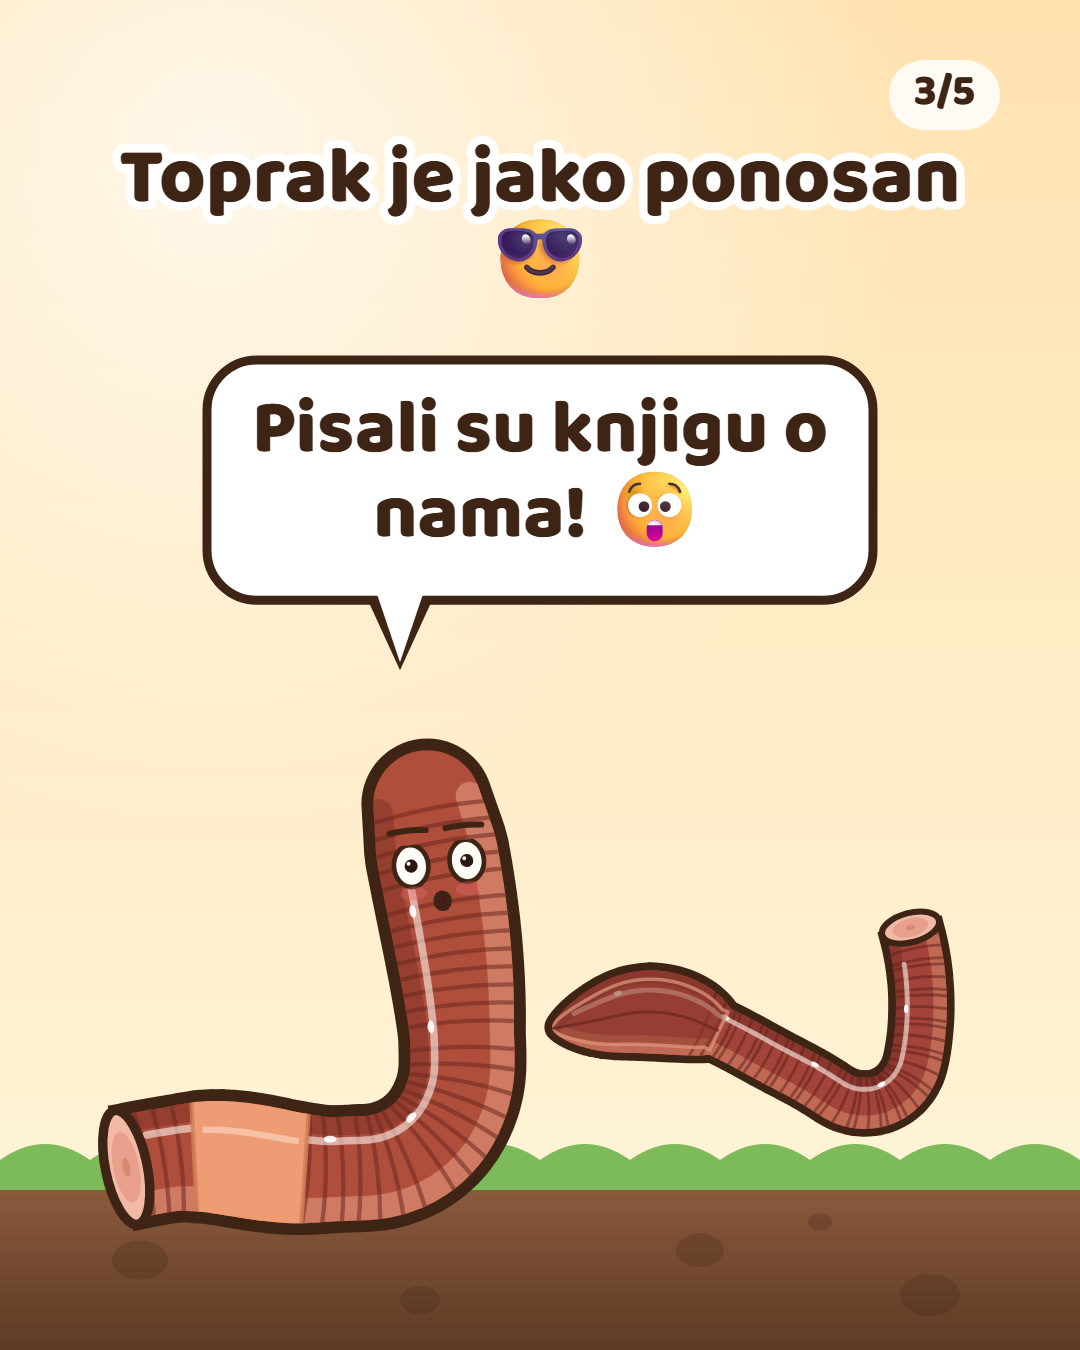 3/5
Toprak je jako ponosan
😎
Pisali su knjigu o
nama! 😲